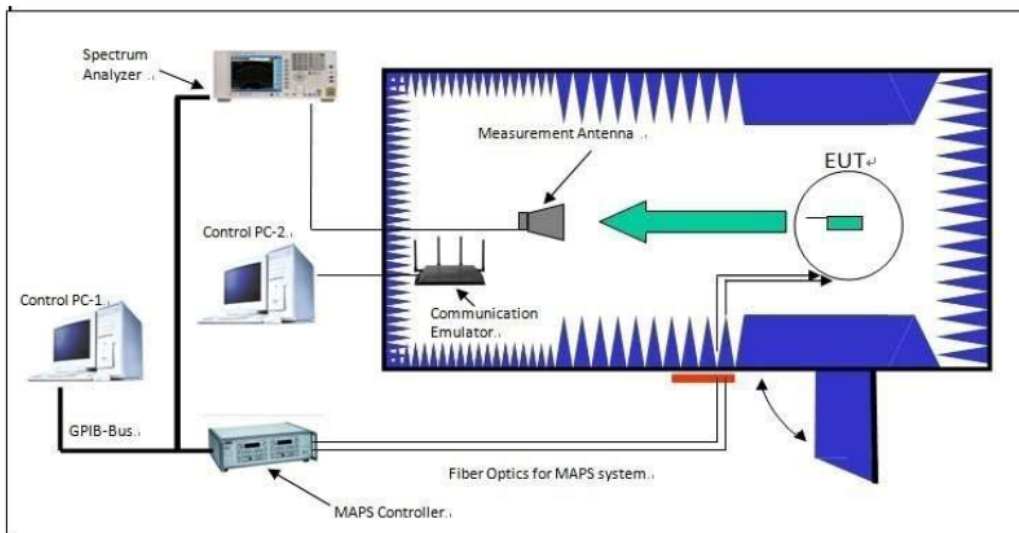 Spectrum
Analyzer
Measurement Antenna
EUT
Control PC-2
Control PC-1
Communication
Emulator
GPIB-Bus
Fiber Optics for MAPS system
MAPS Controller